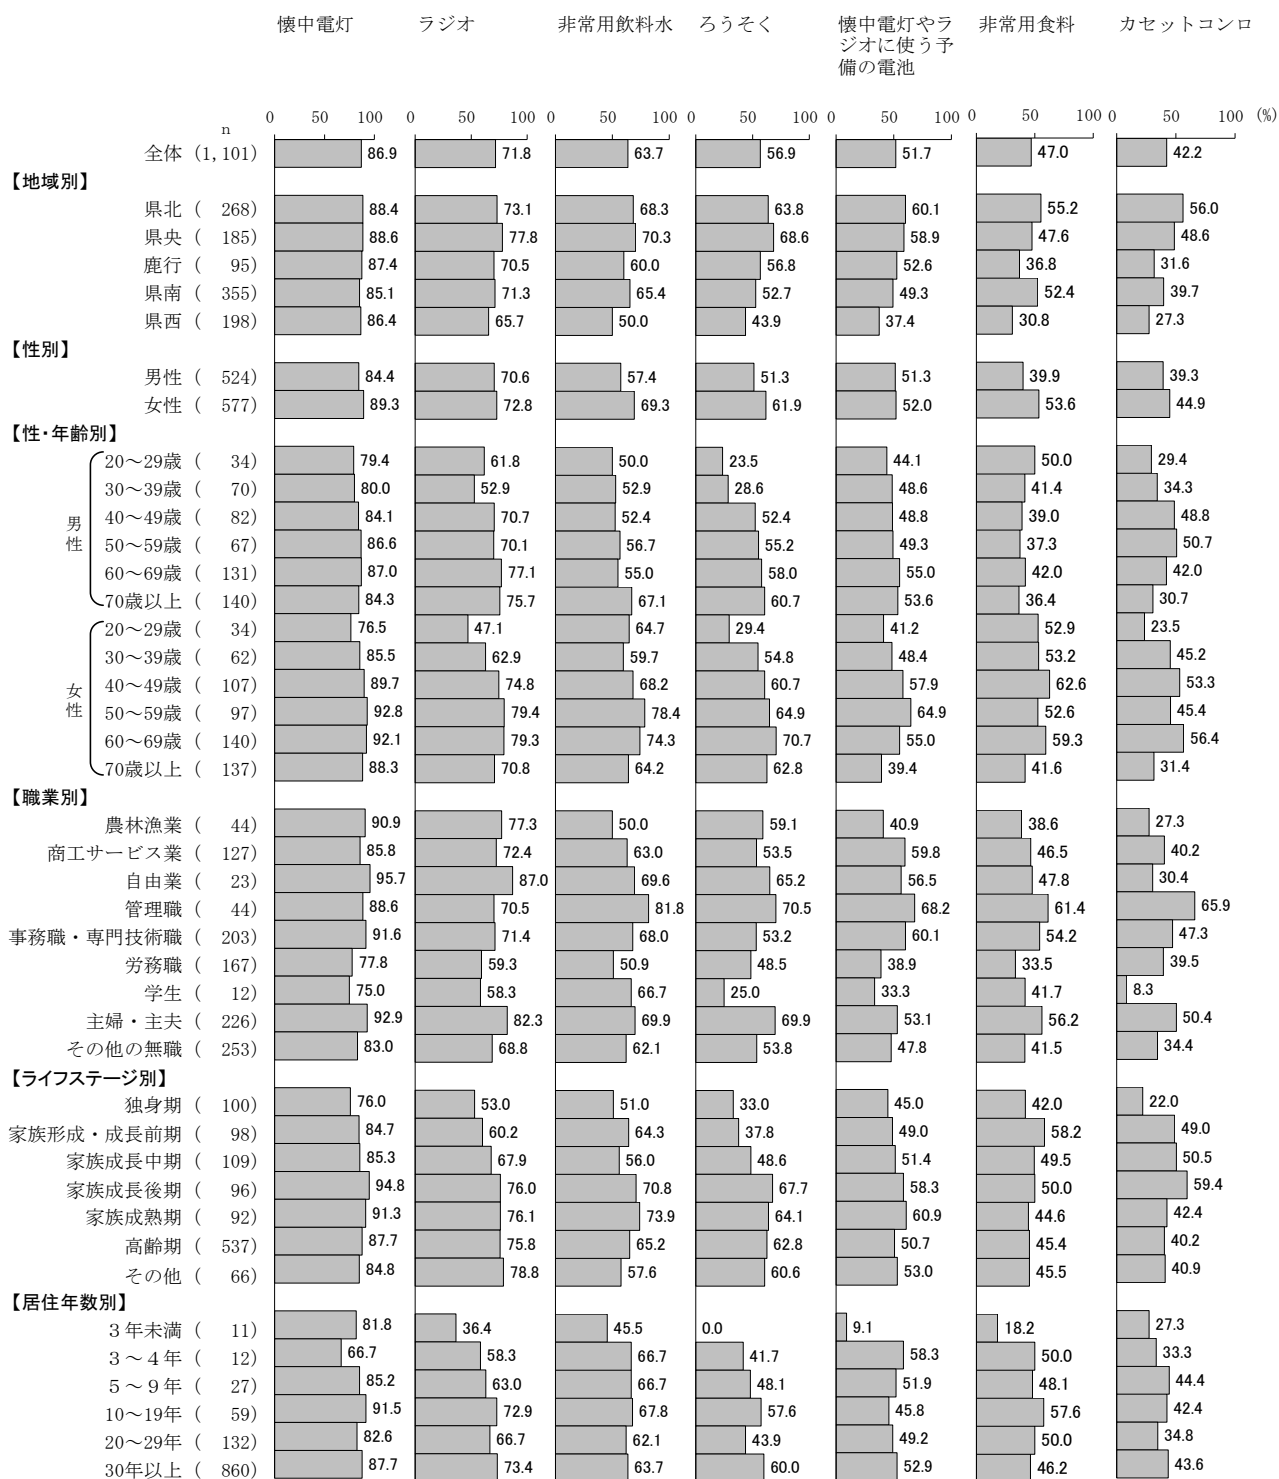 懐中電灯 ラジオ 非常用飲料水 ろうそく 懐中電灯やラ 非常用食料 カセットコンロ
ジオに使う予
備の電池
n
0 50 100 0 50 100 0 50 100 0 50 100 0 50 100 0 50 100 0 50 100 (%)
全体 (1,101) 86.9 71.8 63.7 56.9 51.7 47.0 42.2
【地域別】
県北 ( 268) 88.4 73.1 68.3 63.8 60.1 55.2 56.0
県央 ( 185) 88.6 77.8 70.3 68.6 58.9 47.6 48.6
鹿行 ( 95) 87.4 70.5 60.0 56.8 52.6 36.8 31.6
県南 ( 355) 85.1 71.3 65.4 52.7 49.3 52.4 39.7
県西 ( 198) 86.4 65.7 50.0 43.9 37.4 30.8 27.3
【性別】
男性 ( 524) 84.4 70.6 57.4 51.3 51.3 39.9 39.3
女性 ( 577) 89.3 72.8 69.3 61.9 52.0 53.6 44.9
【性・年齢別】
男性
20～29歳 ( 34) 79.4 61.8 50.0 23.5 44.1 50.0 29.4
30～39歳 ( 70) 80.0 52.9 52.9 28.6 48.6 41.4 34.3
40～49歳 ( 82) 84.1 70.7 52.4 52.4 48.8 39.0 48.8
50～59歳 ( 67) 86.6 70.1 56.7 55.2 49.3 37.3 50.7
60～69歳 ( 131) 87.0 77.1 55.0 58.0 55.0 42.0 42.0
70歳以上 ( 140) 84.3 75.7 67.1 60.7 53.6 36.4 30.7
女性
20～29歳 ( 34) 76.5 47.1 64.7 29.4 41.2 52.9 23.5
30～39歳 ( 62) 85.5 62.9 59.7 54.8 48.4 53.2 45.2
40～49歳 ( 107) 89.7 74.8 68.2 60.7 57.9 62.6 53.3
50～59歳 ( 97) 92.8 79.4 78.4 64.9 64.9 52.6 45.4
60～69歳 ( 140) 92.1 79.3 74.3 70.7 55.0 59.3 56.4
70歳以上 ( 137) 88.3 70.8 64.2 62.8 39.4 41.6 31.4
【職業別】
農林漁業 ( 44) 90.9 77.3 50.0 59.1 40.9 38.6 27.3
商工サービス業 ( 127) 85.8 72.4 63.0 53.5 59.8 46.5 40.2
自由業 ( 23) 95.7 87.0 69.6 65.2 56.5 47.8 30.4
管理職 ( 44) 88.6 70.5 81.8 70.5 68.2 61.4 65.9
事務職・専門技術職 ( 203) 91.6 71.4 68.0 53.2 60.1 54.2 47.3
労務職 ( 167) 77.8 59.3 50.9 48.5 38.9 33.5 39.5
学生 ( 12) 75.0 58.3 66.7 25.0 33.3 41.7 8.3
主婦・主夫 ( 226) 92.9 82.3 69.9 69.9 53.1 56.2 50.4
その他の無職 ( 253) 83.0 68.8 62.1 53.8 47.8 41.5 34.4
【ライフステージ別】
独身期 ( 100) 76.0 53.0 51.0 33.0 45.0 42.0 22.0
家族形成・成長前期 ( 98) 84.7 60.2 64.3 37.8 49.0 58.2 49.0
家族成長中期 ( 109) 85.3 67.9 56.0 48.6 51.4 49.5 50.5
家族成長後期 ( 96) 94.8 76.0 70.8 67.7 58.3 50.0 59.4
家族成熟期 ( 92) 91.3 76.1 73.9 64.1 60.9 44.6 42.4
高齢期 ( 537) 87.7 75.8 65.2 62.8 50.7 45.4 40.2
その他 ( 66) 84.8 78.8 57.6 60.6 53.0 45.5 40.9
【居住年数別】
３年未満 ( 11) 81.8 36.4 45.5 0.0 9.1 18.2 27.3
３～４年 ( 12) 66.7 58.3 66.7 41.7 58.3 50.0 33.3
５～９年 ( 27) 85.2 63.0 66.7 48.1 51.9 48.1 44.4
10～19年 ( 59) 91.5 72.9 67.8 57.6 45.8 57.6 42.4
20～29年 ( 132) 82.6 66.7 62.1 43.9 49.2 50.0 34.8
30年以上 ( 860) 87.7 73.4 63.7 60.0 52.9 46.2 43.6